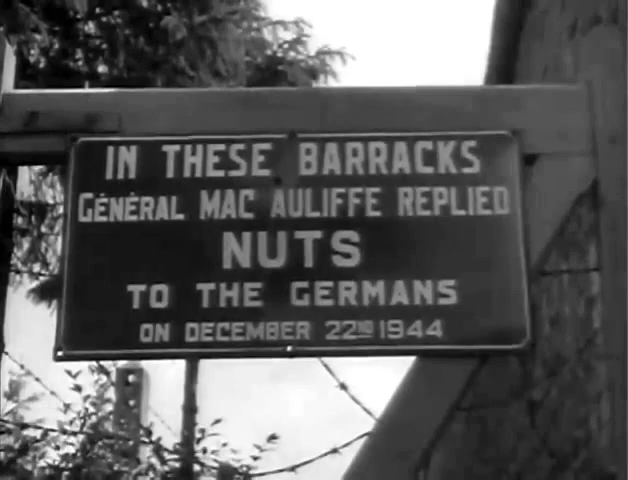 IN THESE BARRACKS
GÉNÉRAL MAC AULIFFE REPLIED
NUTS
TO THE GERMANS
ON DECEMBER 22ND 1944